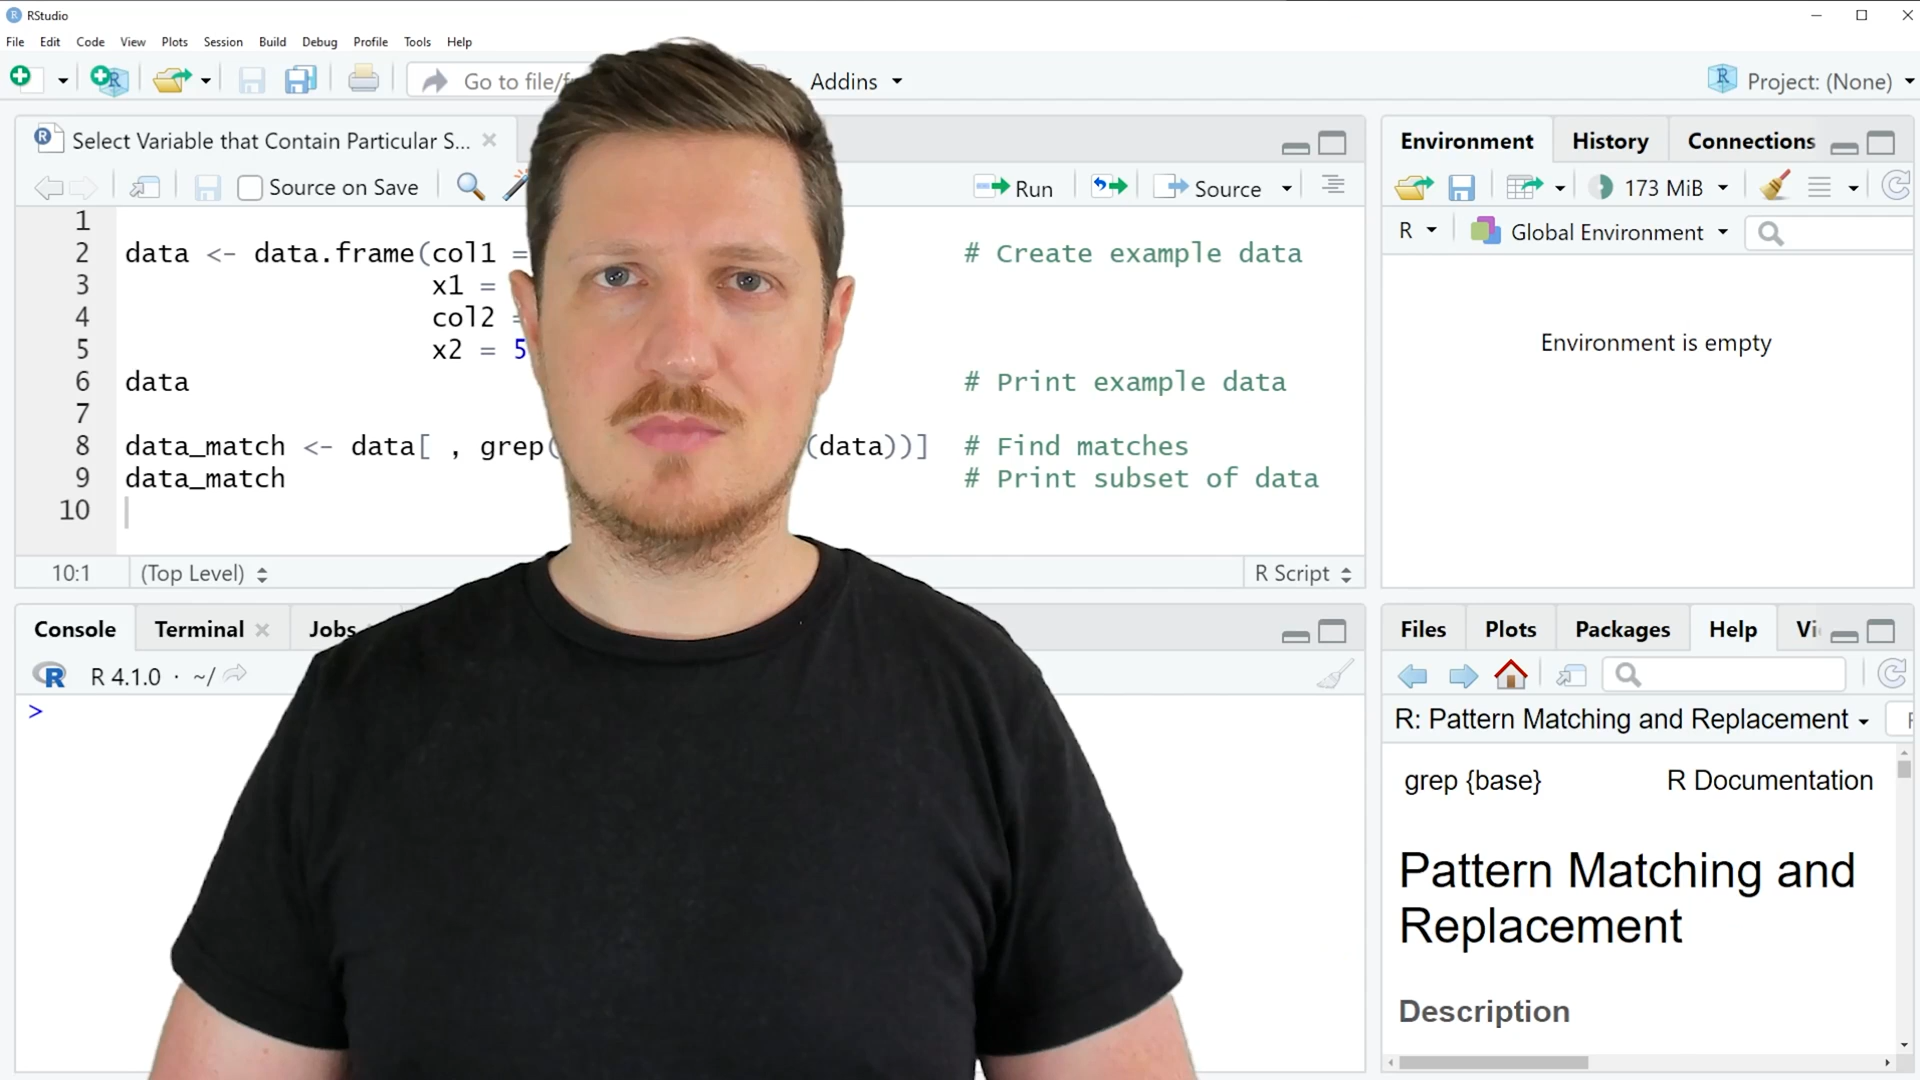 RStudio
File Edit Code View Plots Session Build Debug Profile Tools Help
Go to file/f
Addins
Project: (None)
Select Variable that Contain Particular S...
Source on Save
Run
Source
1
2 data <- data.frame(col1 = # Create example data
3 x1 =
4 col2 =
5 x2 = 5
6 data # Print example data
7
8 data_match <- data[ , grep( (data))] # Find matches
9 data_match # Print subset of data
10
10:1 (Top Level)
R Script
Console Terminal Jobs
R 4.1.0 · ~/
>
Environment History Connections
173 MiB
R Global Environment
Environment is empty
Files Plots Packages Help Vi
R: Pattern Matching and Replacement
grep {base} R Documentation
Pattern Matching and
Replacement
Description